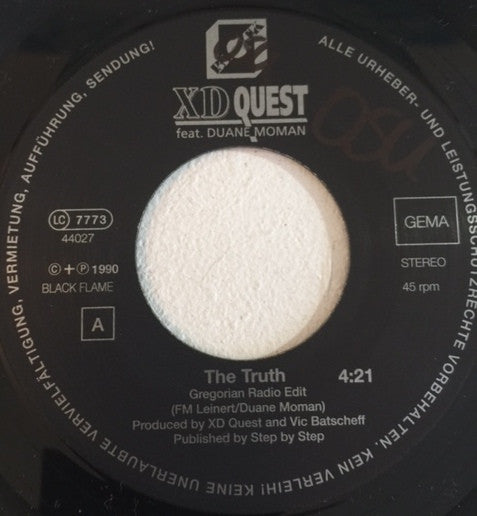 XD QUEST
feat. DUANE MOMAN
ALLE URHEBER- UND LEISTUNGSSCHUTZRECHTE VORBEHALTEN. KEIN VERLEIH! KEINE UNERLAUBTE VERVIELFÄLTIGUNG, VERMIETUNG, AUFFÜHRUNG, SENDUNG!
LC 7773
44027
© + ℗ 1990
BLACK FLAME
A
GEMA
STEREO
45 rpm
The Truth 4:21
Gregorian Radio Edit
(FM Leinert/Duane Moman)
Produced by XD Quest and Vic Batscheff
Published by Step by Step